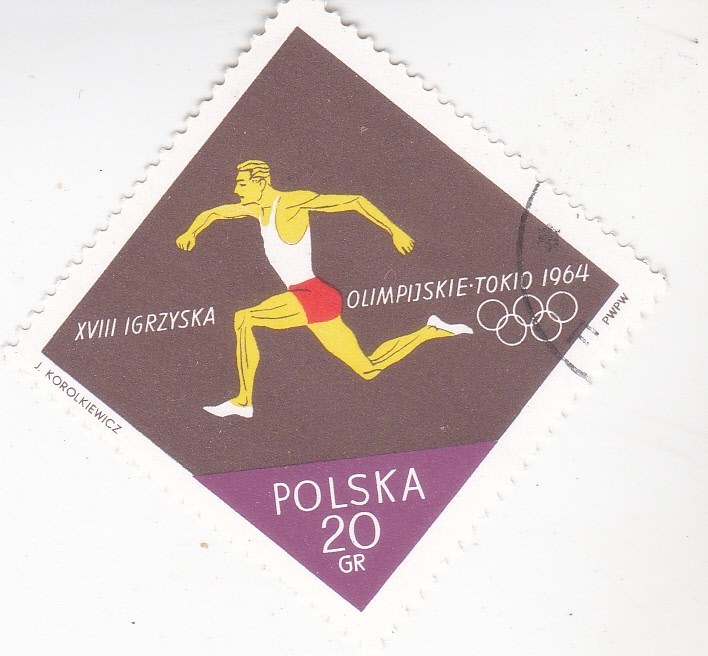 XVIII IGRZYSKA OLIMPIJSKIE·TOKIO 1964
J. KOROLKIEWICZ
PWPW
POLSKA
20
GR